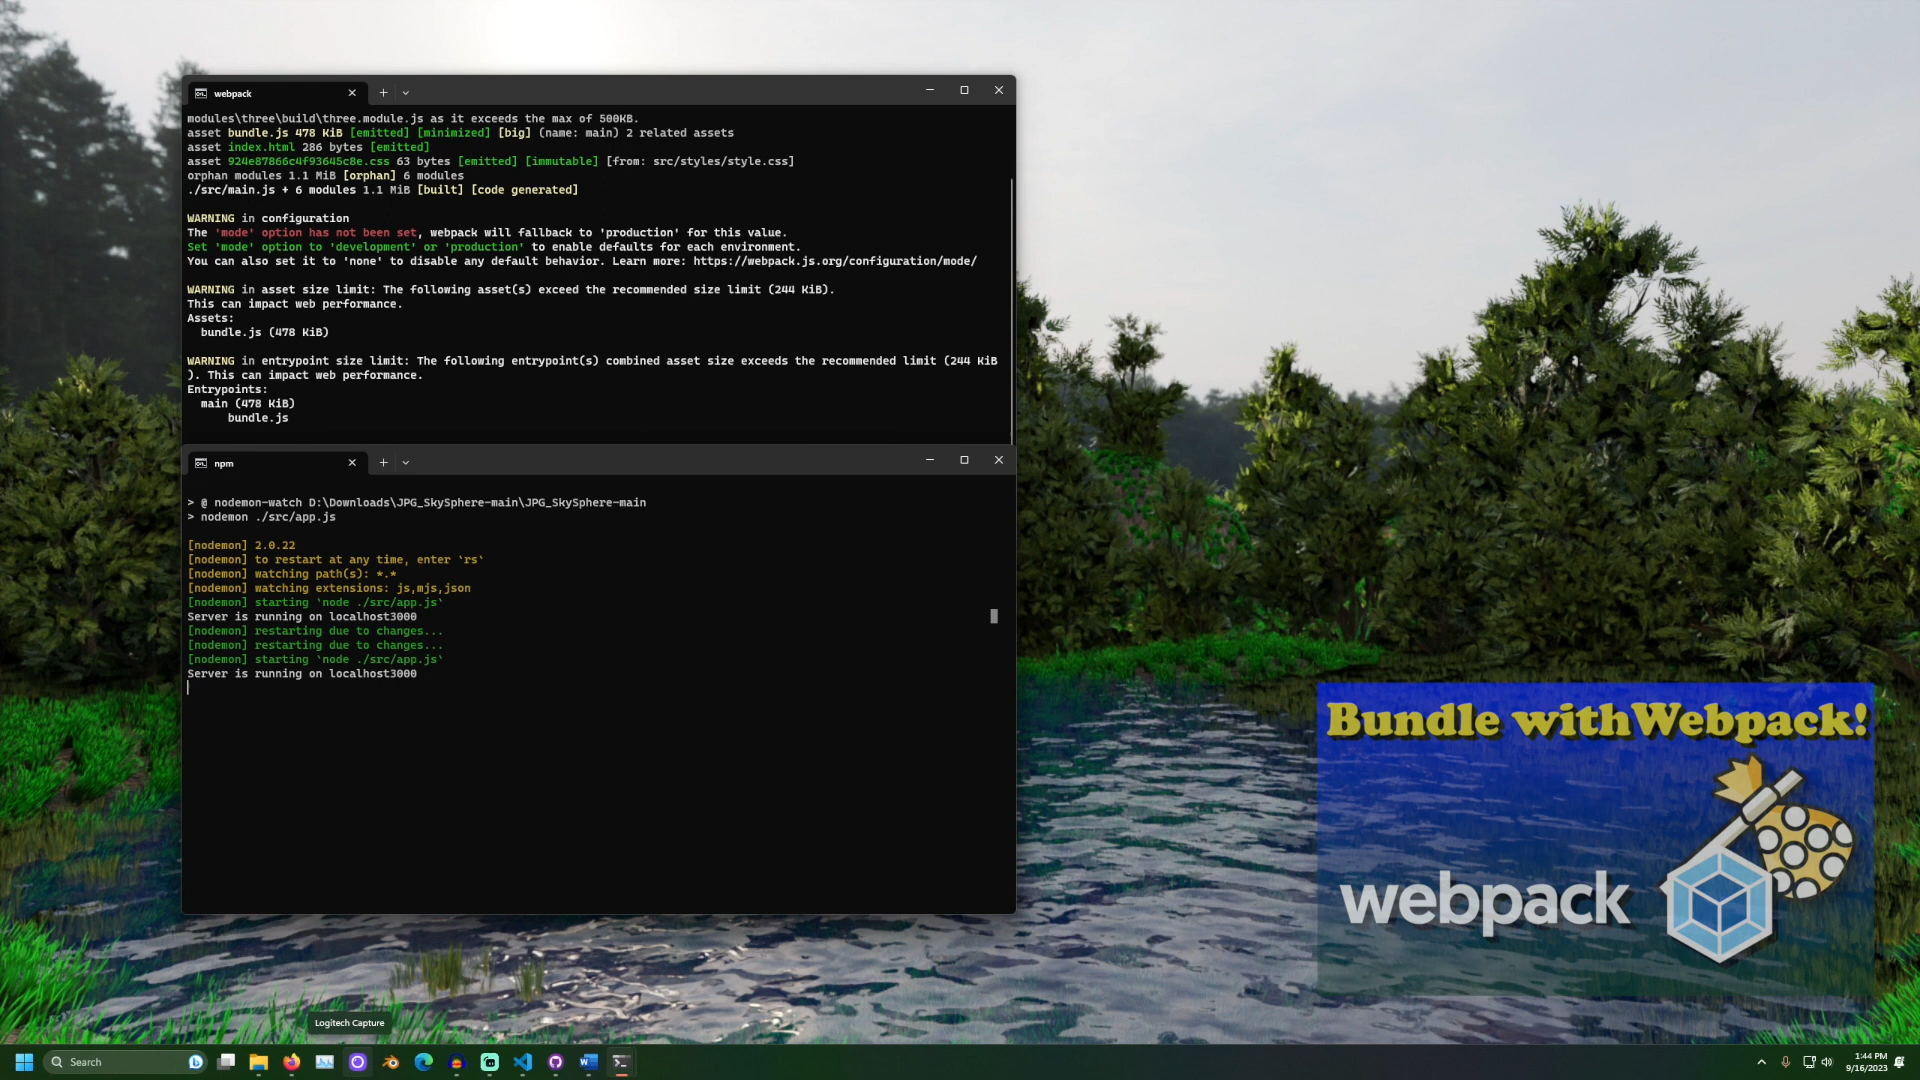 webpack
modules\three\build\three.module.js as it exceeds the max of 500KB.
asset bundle.js 478 KiB [emitted] [minimized] [big] (name: main) 2 related assets
asset index.html 286 bytes [emitted]
asset 924e87866c4f93645c8e.css 63 bytes [emitted] [immutable] [from: src/styles/style.css]
orphan modules 1.1 MiB [orphan] 6 modules
./src/main.js + 6 modules 1.1 MiB [built] [code generated]
WARNING in configuration
The 'mode' option has not been set, webpack will fallback to 'production' for this value.
Set 'mode' option to 'development' or 'production' to enable defaults for each environment.
You can also set it to 'none' to disable any default behavior. Learn more: https://webpack.js.org/configuration/mode/
WARNING in asset size limit: The following asset(s) exceed the recommended size limit (244 KiB).
This can impact web performance.
Assets:
bundle.js (478 KiB)
WARNING in entrypoint size limit: The following entrypoint(s) combined asset size exceeds the recommended limit (244 KiB
). This can impact web performance.
Entrypoints:
main (478 KiB)
bundle.js
npm
> @ nodemon-watch D:\Downloads\JPG_SkySphere-main\JPG_SkySphere-main
> nodemon ./src/app.js
[nodemon] 2.0.22
[nodemon] to restart at any time, enter `rs`
[nodemon] watching path(s): *.*
[nodemon] watching extensions: js,mjs,json
[nodemon] starting `node ./src/app.js`
Server is running on localhost3000
[nodemon] restarting due to changes...
[nodemon] restarting due to changes...
[nodemon] starting `node ./src/app.js`
Server is running on localhost3000
Bundle withWebpack!
webpack
Logitech Capture
Search
1:44 PM
9/16/2023